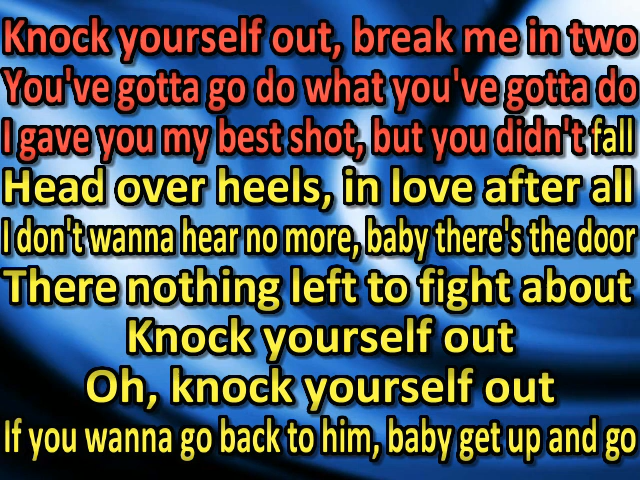 Knock yourself out, break me in two
You've gotta go do what you've gotta do
I gave you my best shot, but you didn't fall
Head over heels, in love after all
I don't wanna hear no more, baby there's the door
There nothing left to fight about
Knock yourself out
Oh, knock yourself out
If you wanna go back to him, baby get up and go